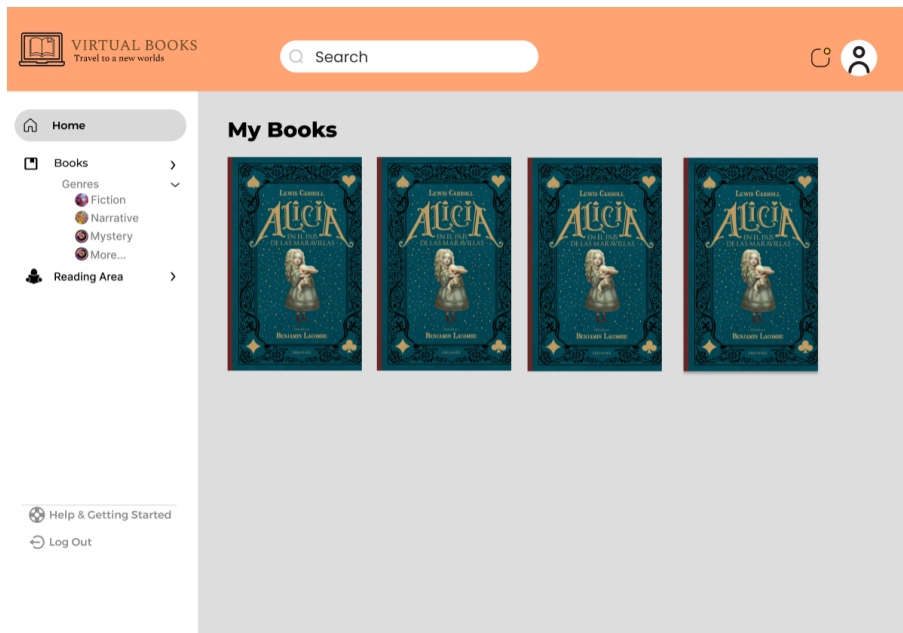 VIRTUAL BOOKS
Travel to a new worlds
Search
Home
Books
Genres
Fiction
Narrative
Mystery
More...
Reading Area
Help & Getting Started
Log Out
My Books
LEWIS CARROLL
ALICIA
EN EL PAÍS
DE LAS MARAVILLAS
BENJAMIN LACOMBE
LEWIS CARROLL
ALICIA
EN EL PAÍS
DE LAS MARAVILLAS
BENJAMIN LACOMBE
LEWIS CARROLL
ALICIA
EN EL PAÍS
DE LAS MARAVILLAS
BENJAMIN LACOMBE
LEWIS CARROLL
ALICIA
EN EL PAÍS
DE LAS MARAVILLAS
BENJAMIN LACOMBE